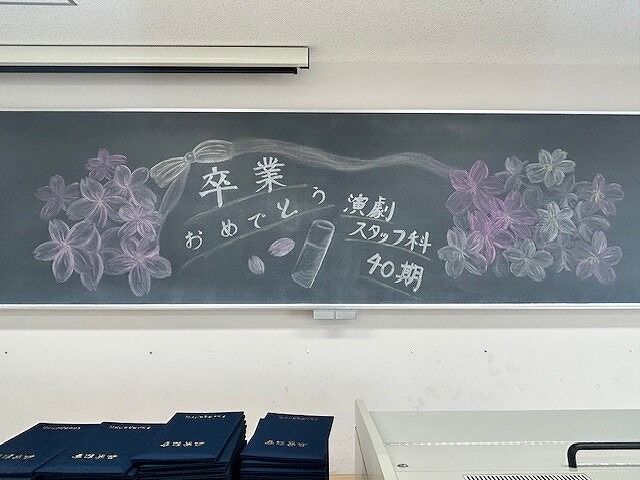 卒業
おめでとう
演劇
スタッフ科
40期